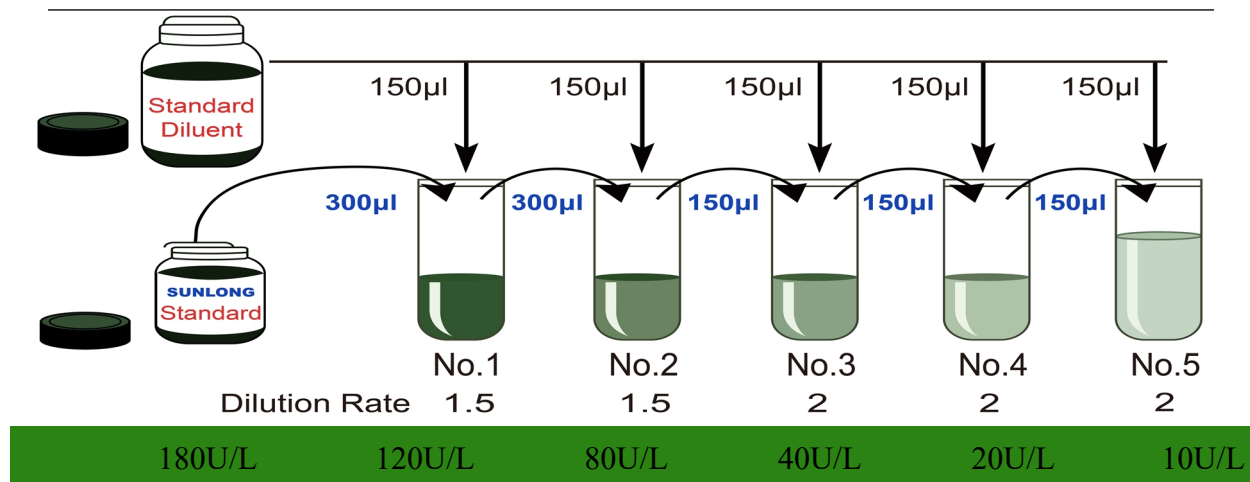 150µl 150µl 150µl 150µl 150µl
Standard
Diluent
300µl 300µl 150µl 150µl 150µl
SUNLONG
Standard
No.1 No.2 No.3 No.4 No.5
Dilution Rate 1.5 1.5 2 2 2
180U/L 120U/L 80U/L 40U/L 20U/L 10U/L